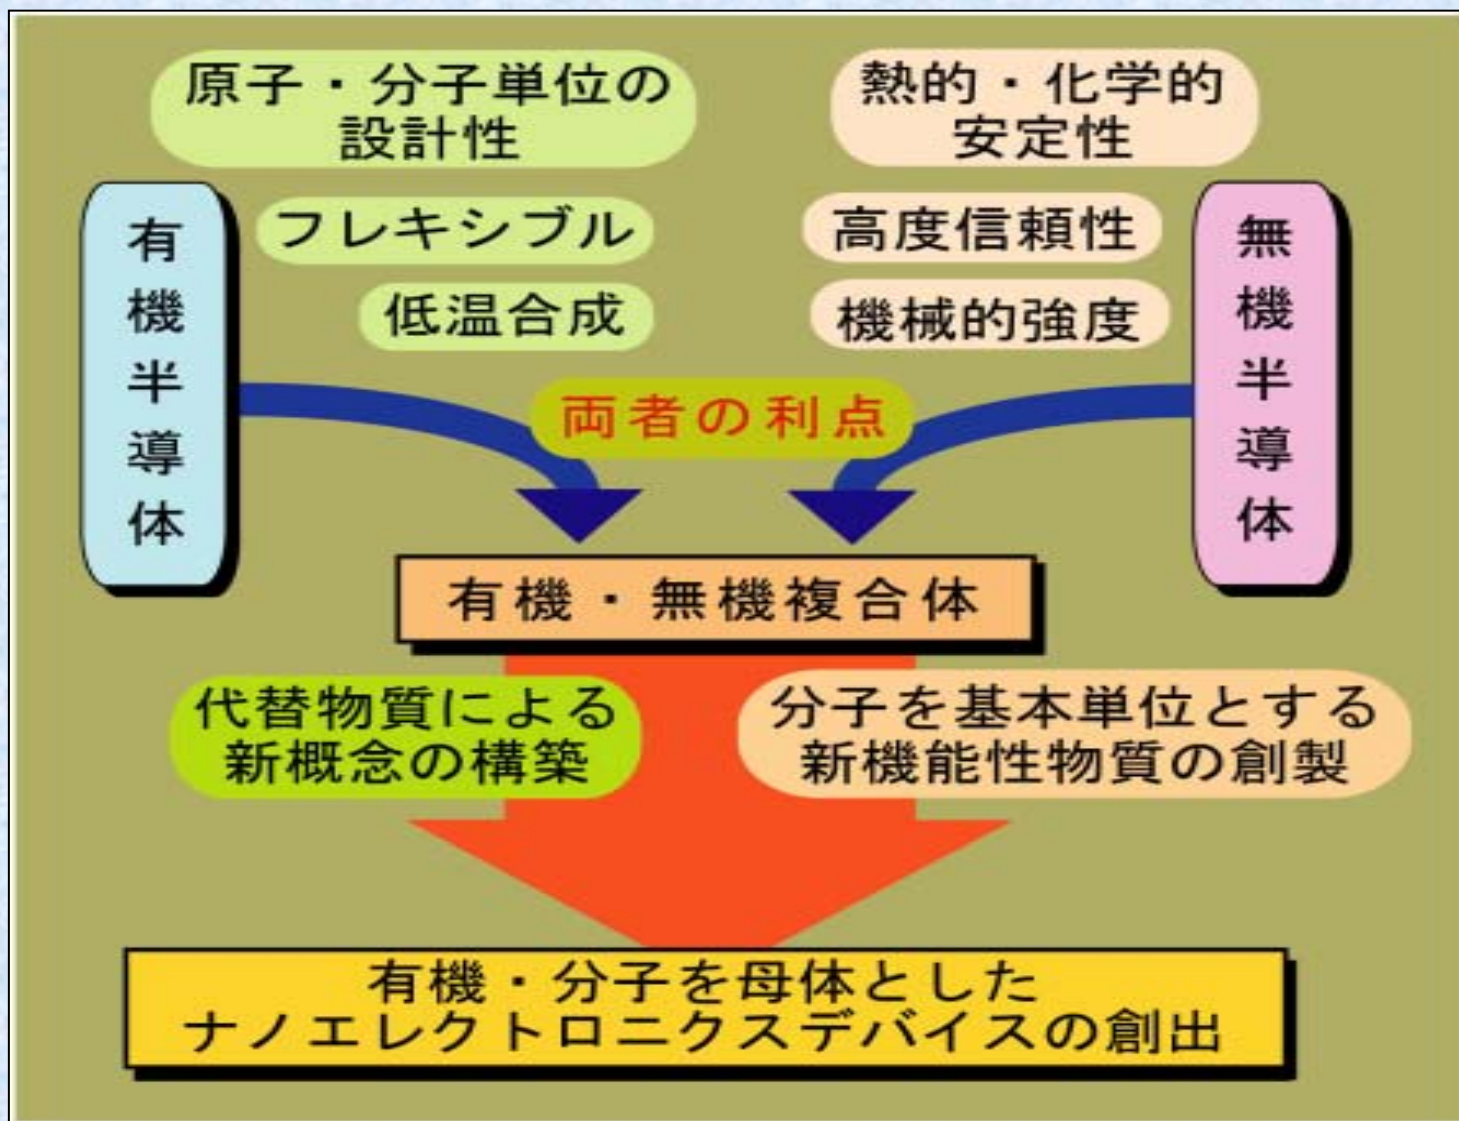 原子・分子単位の
設計性
熱的・化学的
安定性
有機半導体
フレキシブル
高度信頼性
無機半導体
低温合成
機械的強度
両者の利点
有機・無機複合体
代替物質による
新概念の構築
分子を基本単位とする
新機能性物質の創製
有機・分子を母体とした
ナノエレクトロニクスデバイスの創出